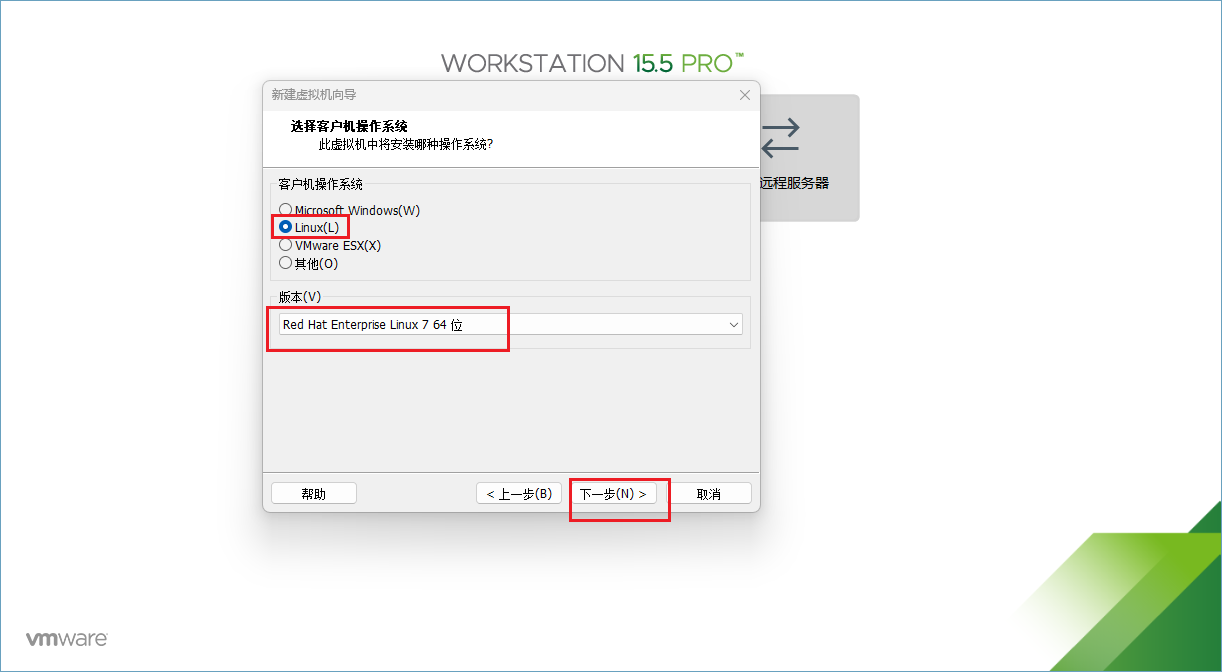 WORKSTATION 15.5 PRO™
新建虚拟机向导
选择客户机操作系统
此虚拟机中将安装哪种操作系统?
远程服务器
客户机操作系统
Microsoft Windows(W)
Linux(L)
VMware ESX(X)
其他(O)
版本(V)
Red Hat Enterprise Linux 7 64 位
帮助
< 上一步(B)
下一步(N) >
取消
vmware